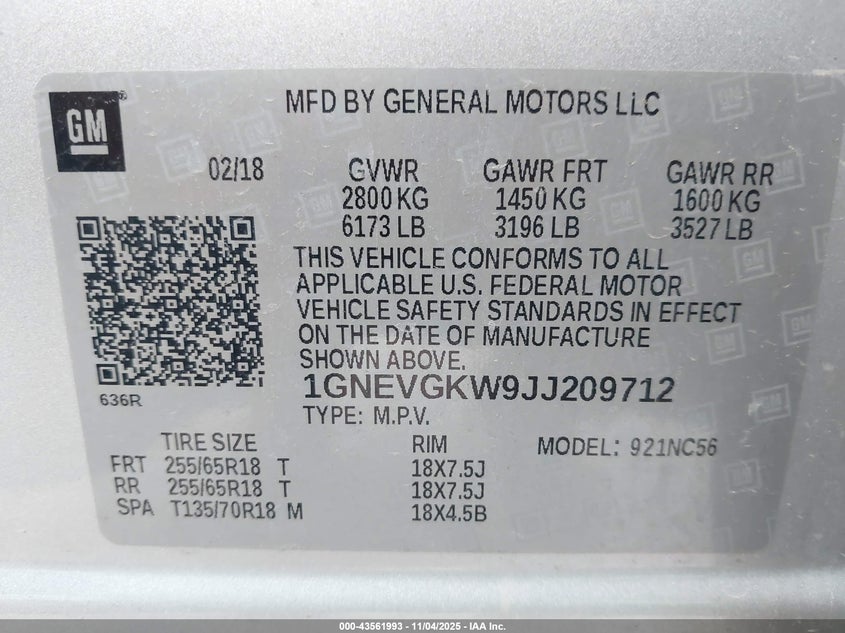 GM
MFD BY GENERAL MOTORS LLC
02/18 GVWR GAWR FRT GAWR RR
2800 KG 1450 KG 1600 KG
6173 LB 3196 LB 3527 LB
THIS VEHICLE CONFORMS TO ALL
APPLICABLE U.S. FEDERAL MOTOR
VEHICLE SAFETY STANDARDS IN EFFECT
ON THE DATE OF MANUFACTURE
SHOWN ABOVE.
636R
1GNEVGKW9JJ209712
TYPE: M.P.V.
TIRE SIZE RIM MODEL: 921NC56
FRT 255/65R18 T 18X7.5J
RR 255/65R18 T 18X7.5J
SPA T135/70R18 M 18X4.5B
000-43561993 - 11/04/2025 - IAA Inc.